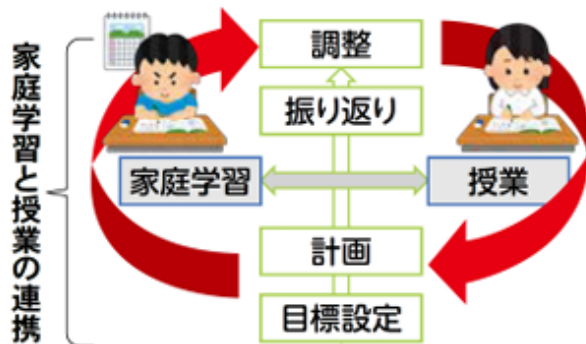 家庭学習と授業の連携
調整
振り返り
家庭学習
授業
計画
目標設定